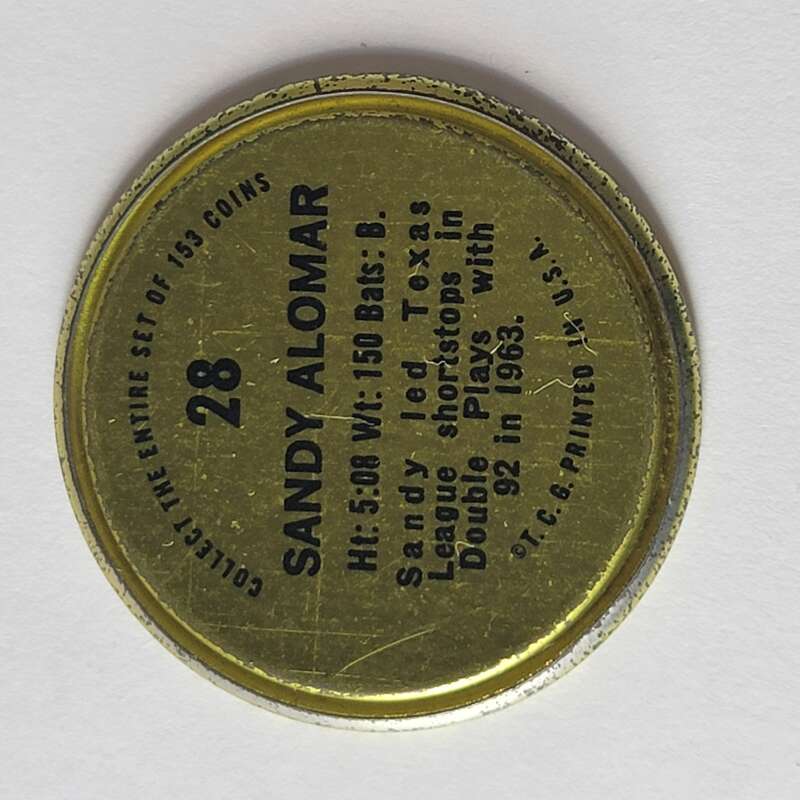 COLLECT THE ENTIRE SET OF 153 COINS
28
SANDY ALOMAR
Ht: 5:08 Wt: 150 Bats: B.
Sandy led Texas
League shortstops in
Double Plays with
92 in 1963.
©T. C. G. PRINTED IN U.S.A.